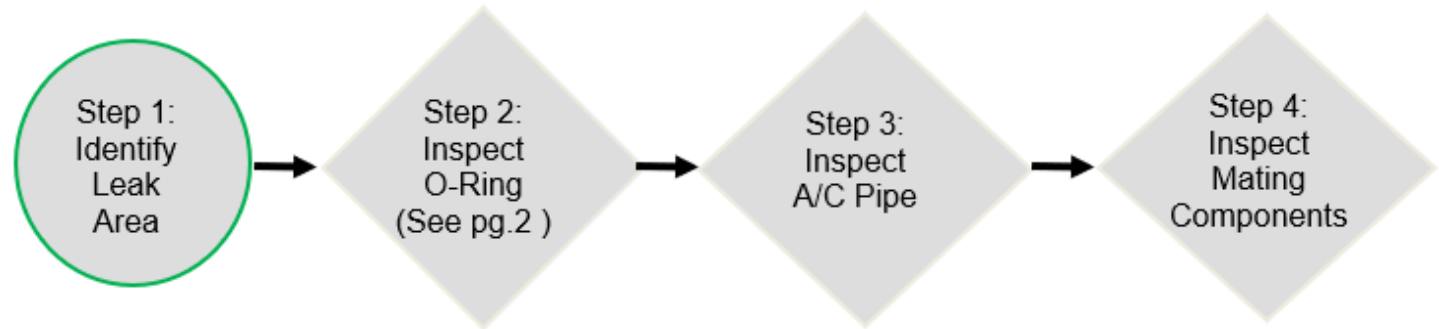 Step 1:
Identify
Leak
Area
Step 2:
Inspect
O-Ring
(See pg.2 )
Step 3:
Inspect
A/C Pipe
Step 4:
Inspect
Mating
Components